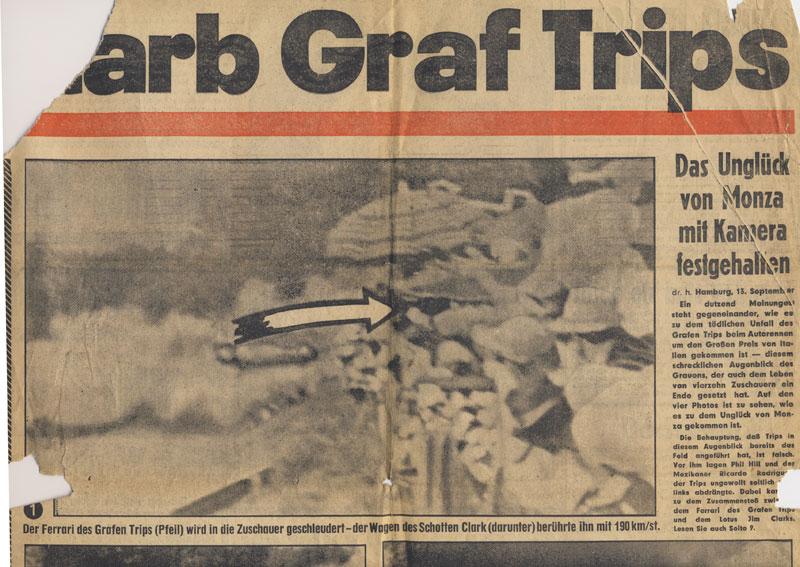 tarb Graf Trips
Das Unglück
von Monza
mit Kamera
festgehalten
dr. h. Hamburg, 13. September
Ein dutzend Meinungen
steht gegeneinander, wie es
zu dem tödlichen Unfall des
Grafen Trips beim Autorennen
um den Großen Preis von Ita-
lien gekommen ist — diesem
schrecklichen Augenblick des
Grauens, der auch dem Leben
von vierzehn Zuschauern ein
Ende gesetzt hat. Auf den
vier Photos ist zu sehen, wie
es zu dem Unglück von Mon-
za gekommen ist.
Die Behauptung, daß Trips in
diesem Augenblick bereits das
Feld angeführt hat, ist falsch.
Vor ihm lagen Phil Hill und der
Mexikaner Ricardo
der Trips ungewollt seitlich
links abdrängte. Dabei
zu dem Zusammenstoß
dem Ferrari des Grafen Trips
und dem Lotus Jim Clarks.
Lesen Sie auch Seite 9.
1
Der Ferrari des Grafen Trips (Pfeil) wird in die Zuschauer geschleudert – der Wagen des Schotten Clark (darunter) berührte ihn mit 190 km/st.